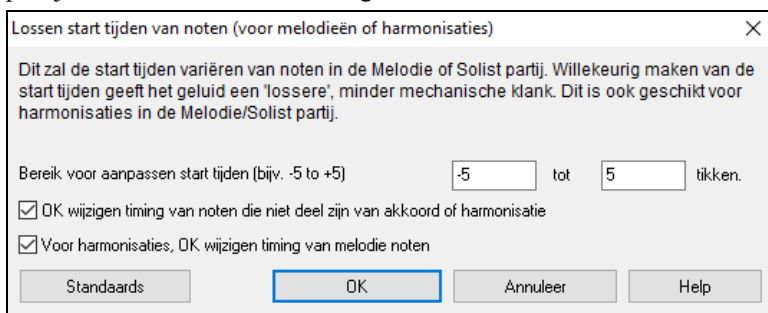 Lossen start tijden van noten (voor melodieën of harmonisaties)
Dit zal de start tijden variëren van noten in de Melodie of Solist partij. Willekeurig maken van de
start tijden geeft het geluid een 'lossere', minder mechanische klank. Dit is ook geschikt voor
harmonisaties in de Melodie/Solist partij.
Bereik voor aanpassen start tijden (bijv. -5 to +5) -5 tot 5 tikken.
OK wijzigen timing van noten die niet deel zijn van akkoord of harmonisatie
Voor harmonisaties, OK wijzigen timing van melodie noten
Standaards OK Annuleer Help